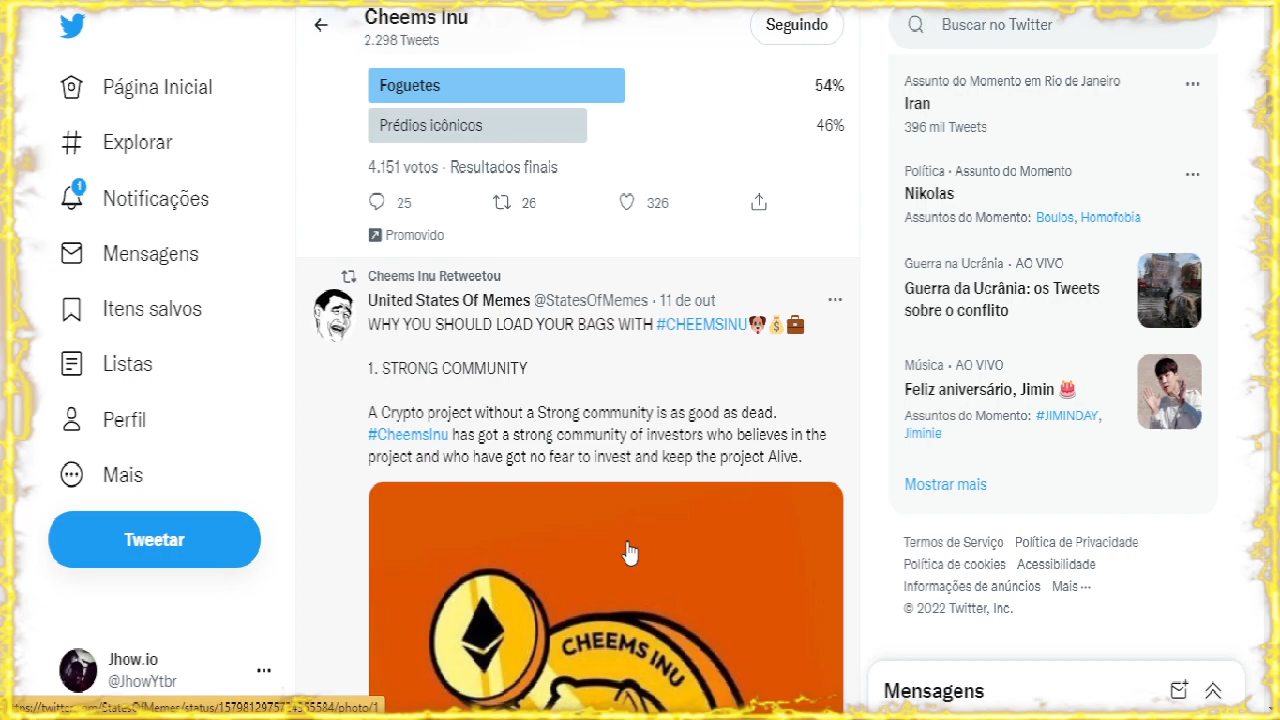 Cheems Inu
2.298 Tweets
Seguindo
Buscar no Twitter
Página Inicial
Explorar
1
Notificações
Mensagens
Itens salvos
Listas
Perfil
Mais
Tweetar
Jhow.io
@JhowYtbr
Foguetes 54%
Prédios icônicos 46%
4.151 votos · Resultados finais
25 26 326
Promovido
Cheems Inu Retweetou
United States Of Memes @StatesOfMemes · 11 de out
WHY YOU SHOULD LOAD YOUR BAGS WITH #CHEEMSINU🐶💰💼
1. STRONG COMMUNITY
A Crypto project without a Strong community is as good as dead.
#CheemsInu has got a strong community of investors who believes in the
project and who have got no fear to invest and keep the project Alive.
CHEEMS INU
Assunto do Momento em Rio de Janeiro
Iran
396 mil Tweets
Política · Assunto do Momento
Nikolas
Assuntos do Momento: Boulos, Homofobia
Guerra na Ucrânia · AO VIVO
Guerra da Ucrânia: os Tweets
sobre o conflito
Música · AO VIVO
Feliz aniversário, Jimin 🎂
Assuntos do Momento: #JIMINDAY,
Jiminie
Mostrar mais
Termos de Serviço Política de Privacidade
Política de cookies Acessibilidade
Informações de anúncios Mais ···
© 2022 Twitter, Inc.
Mensagens